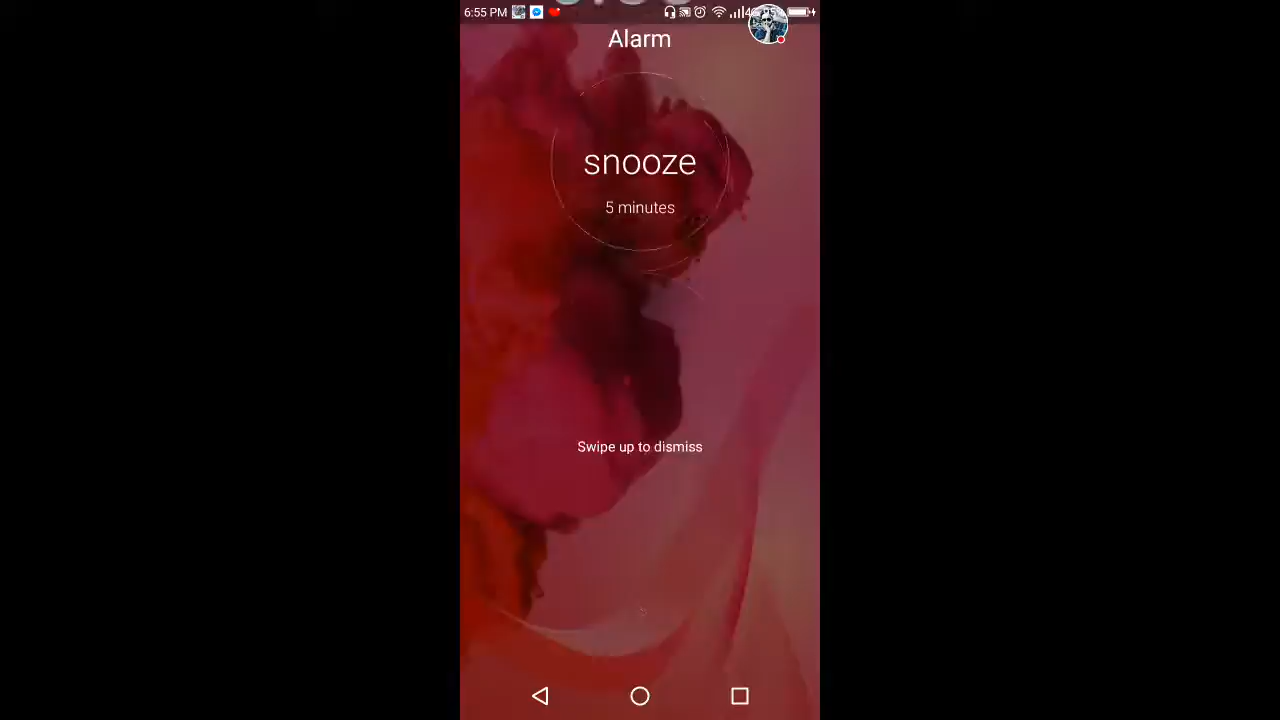 6:55 PM
Alarm
snooze
5 minutes
Swipe up to dismiss